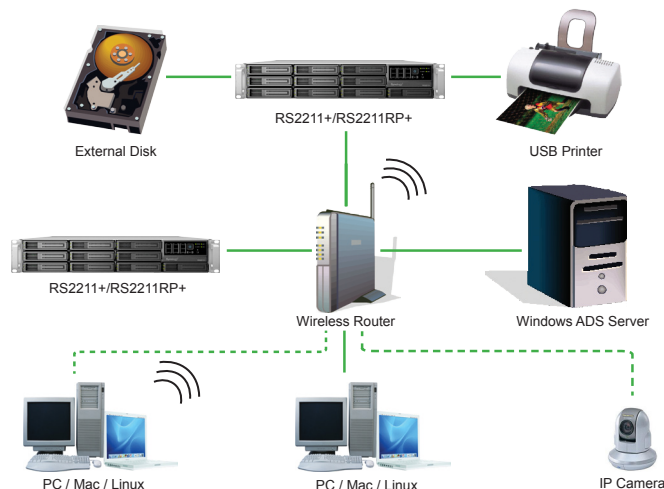 RS2211+/RS2211RP+
External Disk
USB Printer
RS2211+/RS2211RP+
Wireless Router
Windows ADS Server
PC / Mac / Linux
PC / Mac / Linux
IP Camera